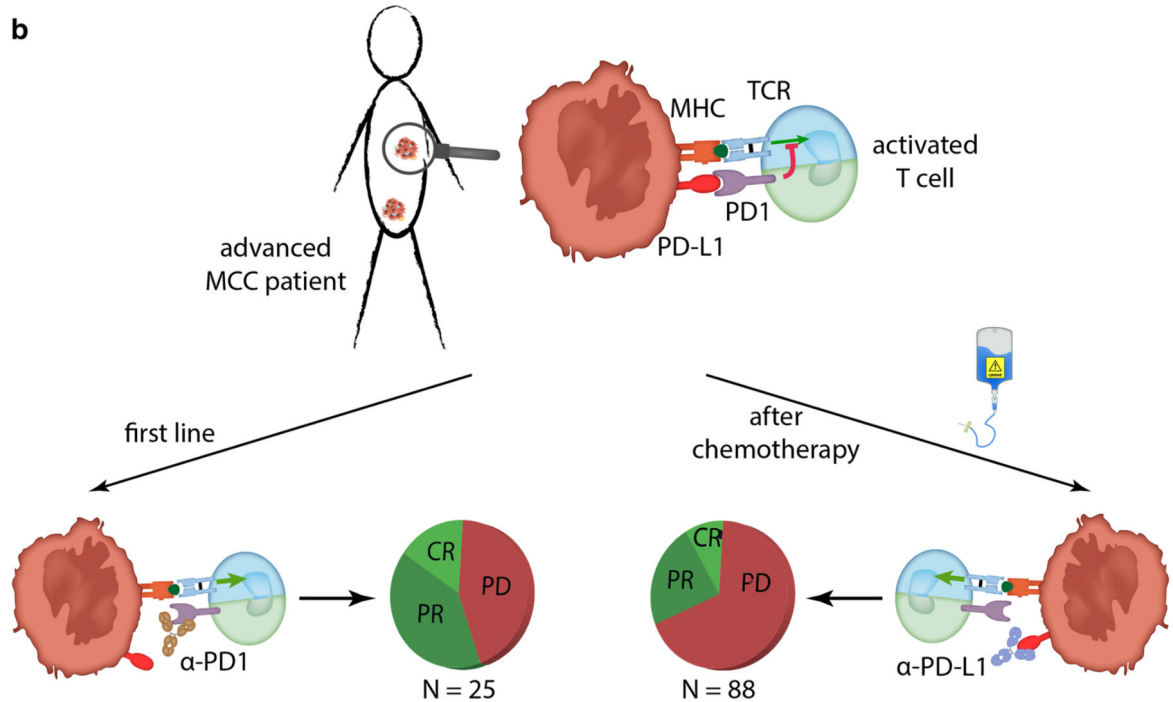 b
MHC
TCR
activated
T cell
PD1
PD-L1
advanced
MCC patient
first line
after
chemotherapy
CR
PD
PR
α-PD1
N = 25
CR
PR
PD
N = 88
α-PD-L1